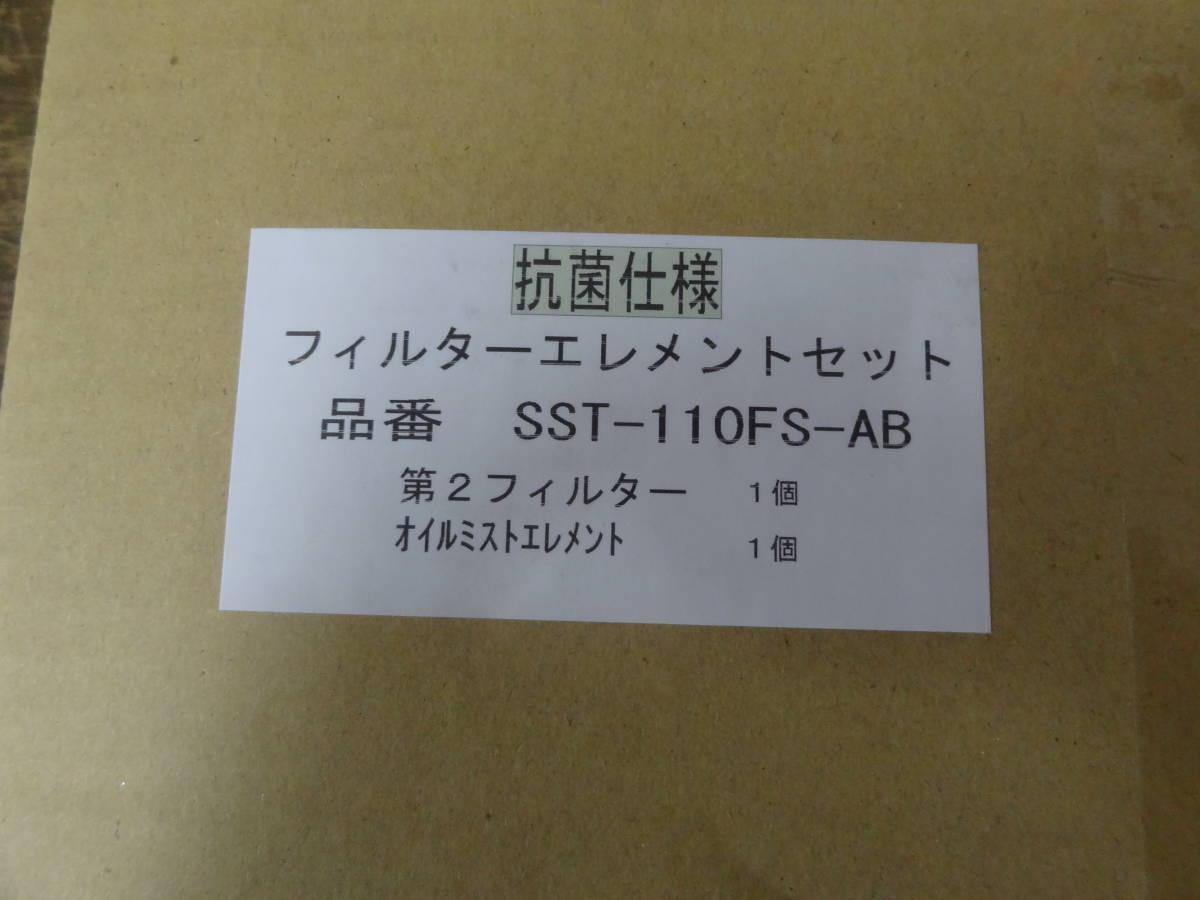 抗菌仕様
フィルターエレメントセット
品番　SST-110FS-AB
第２フィルター　１個
オイルミストエレメント　１個